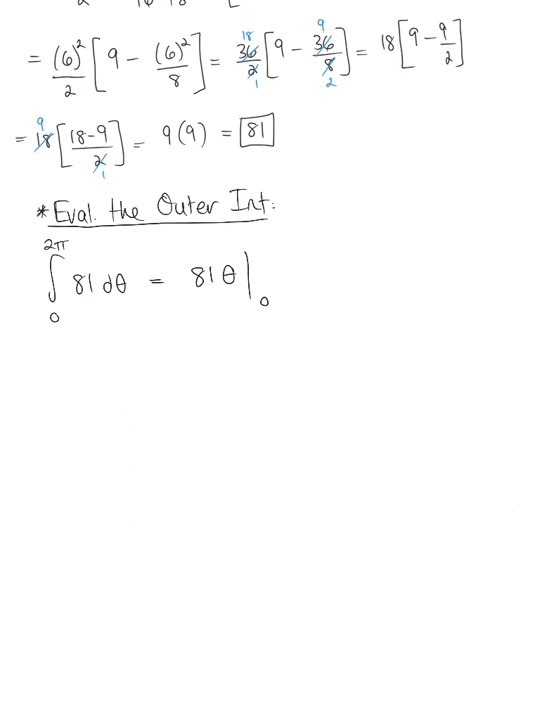 = (6)²/2 [9 − (6)²/8] = 36/2 [9 − 36/8] = 18[9 − 9/2]
= 18[18−9/2] = 9(9) = 81
*Eval. the Outer Int:
∫₀^2π 81 dθ = 81θ|₀